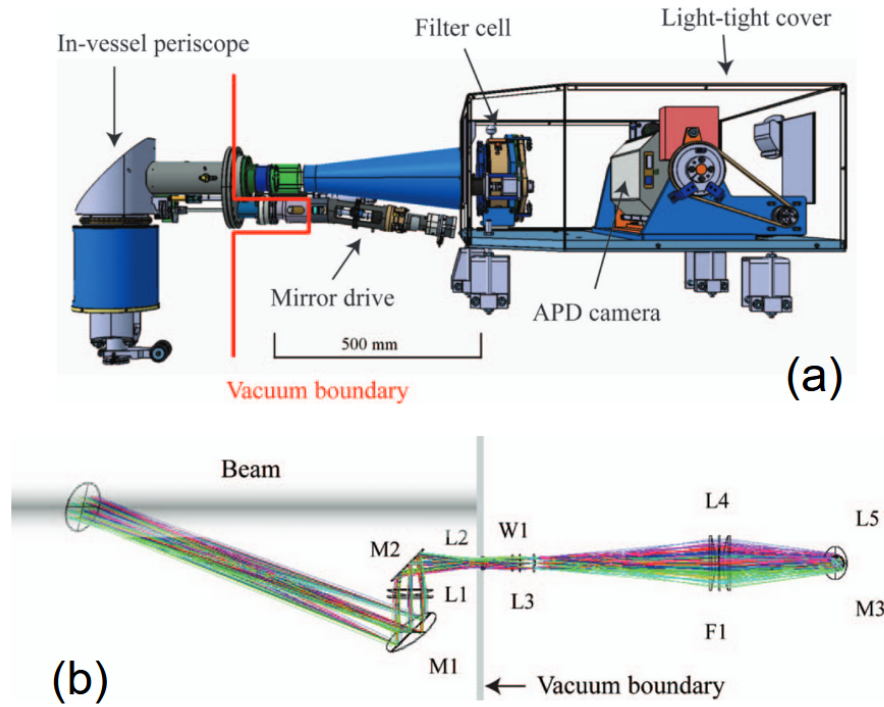 In-vessel periscope
Filter cell
Light-tight cover
Mirror drive
APD camera
500 mm
Vacuum boundary
(a)
Beam
M2
L2
W1
L4
L5
L1
L3
F1
M3
M1
Vacuum boundary
(b)